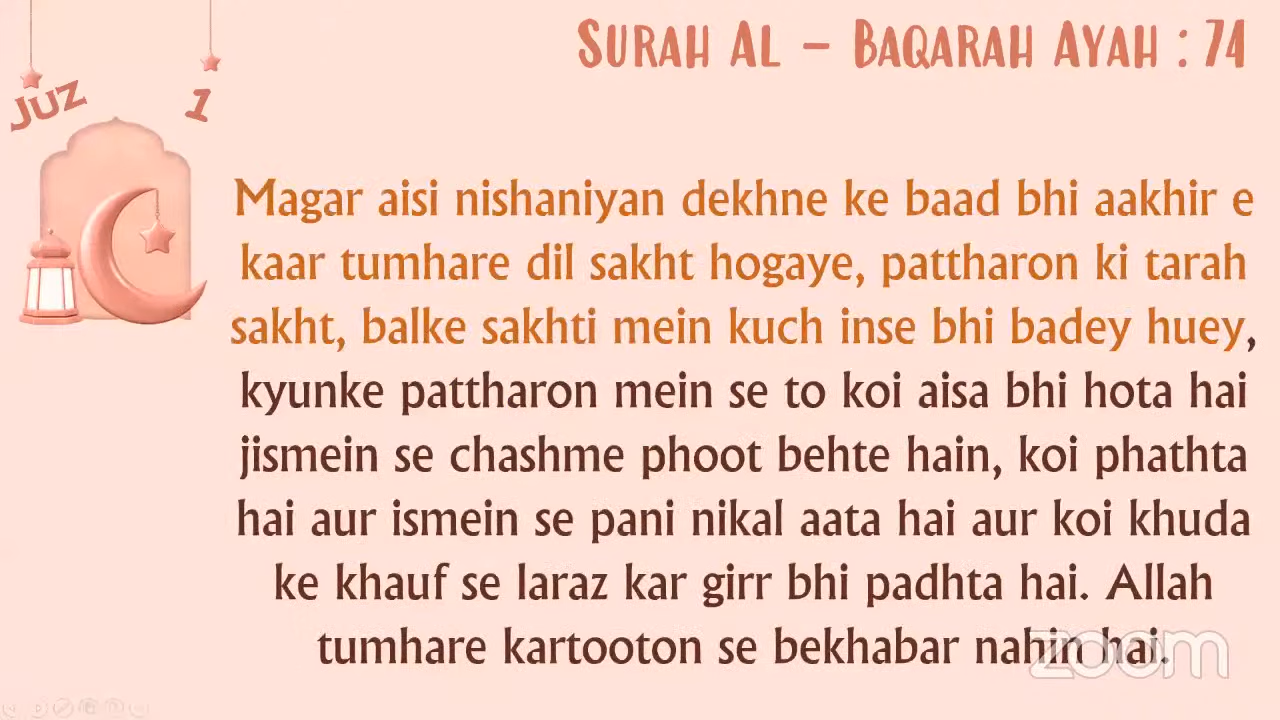 Surah Al – Baqarah Ayah : 74
Juz 1
Magar aisi nishaniyan dekhne ke baad bhi aakhir e
kaar tumhare dil sakht hogaye, pattharon ki tarah
sakht, balke sakhti mein kuch inse bhi badey huey,
kyunke pattharon mein se to koi aisa bhi hota hai
jismein se chashme phoot behte hain, koi phathta
hai aur ismein se pani nikal aata hai aur koi khuda
ke khauf se laraz kar girr bhi padhta hai. Allah
tumhare kartooton se bekhabar nahin hai.
zoom